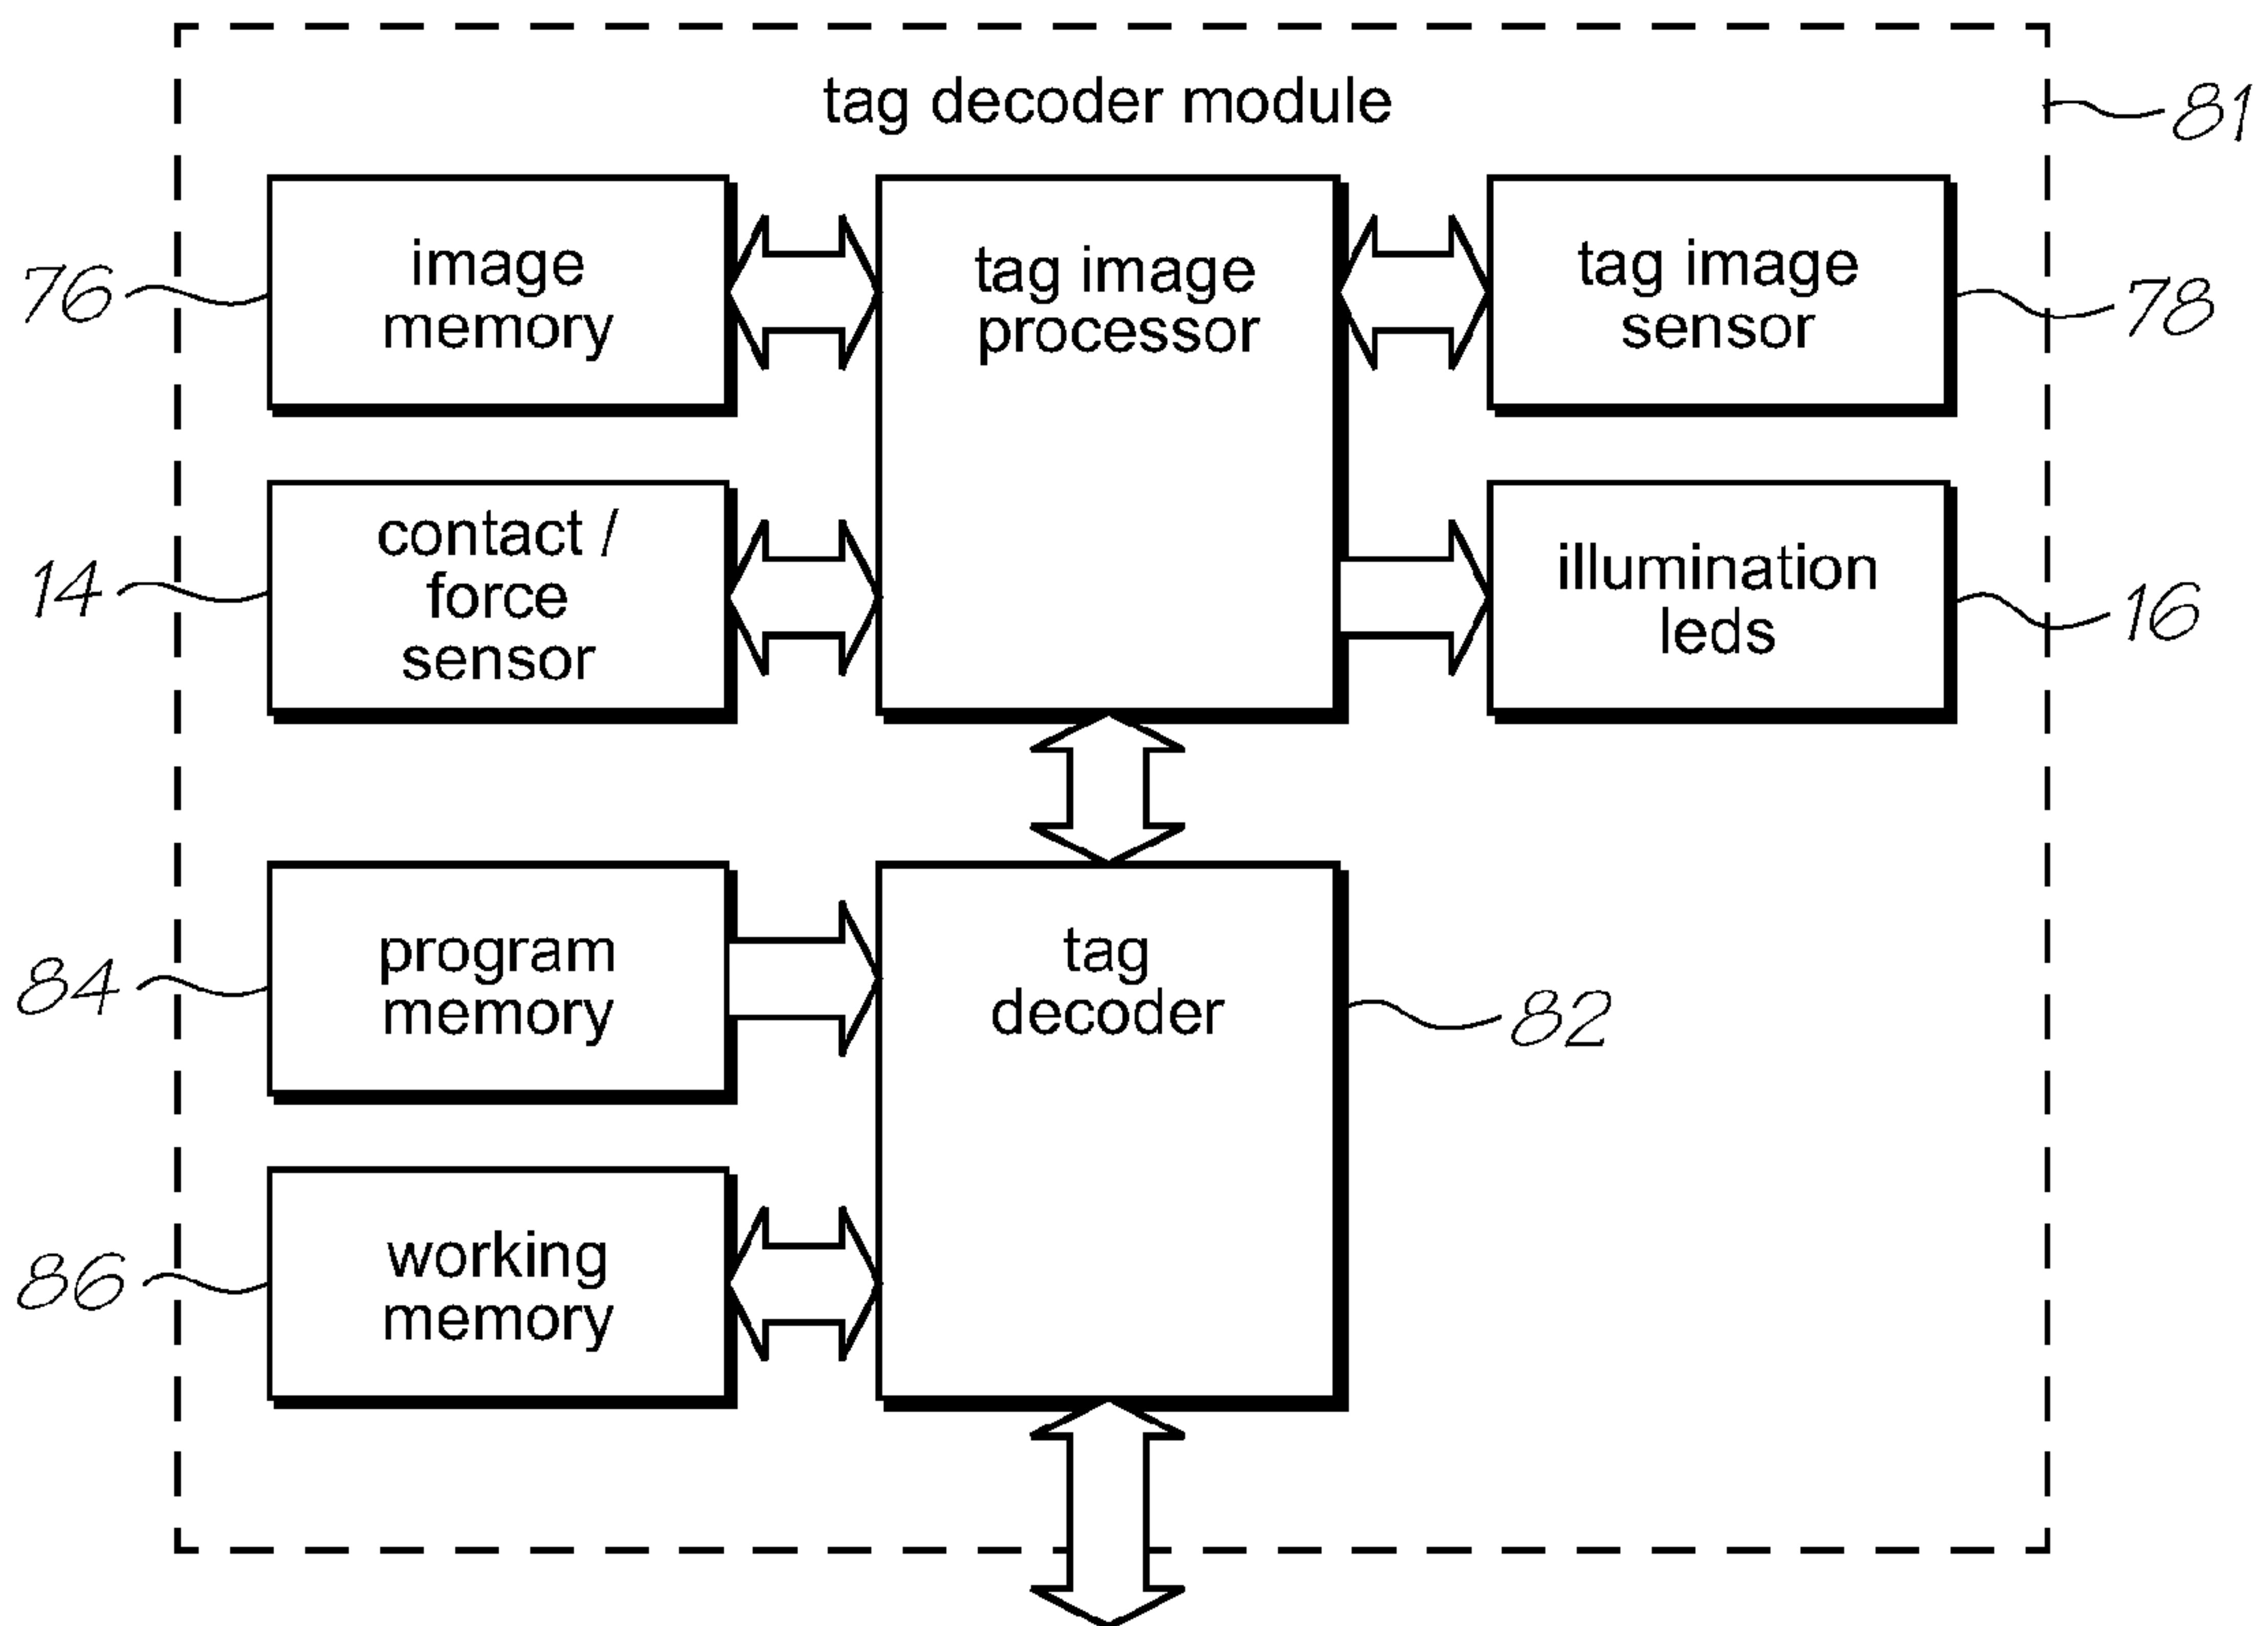 tag decoder module
81
76
image
memory
tag image
processor
tag image
sensor
78
14
contact /
force
sensor
illumination
leds
16
84
program
memory
tag
decoder
82
86
working
memory